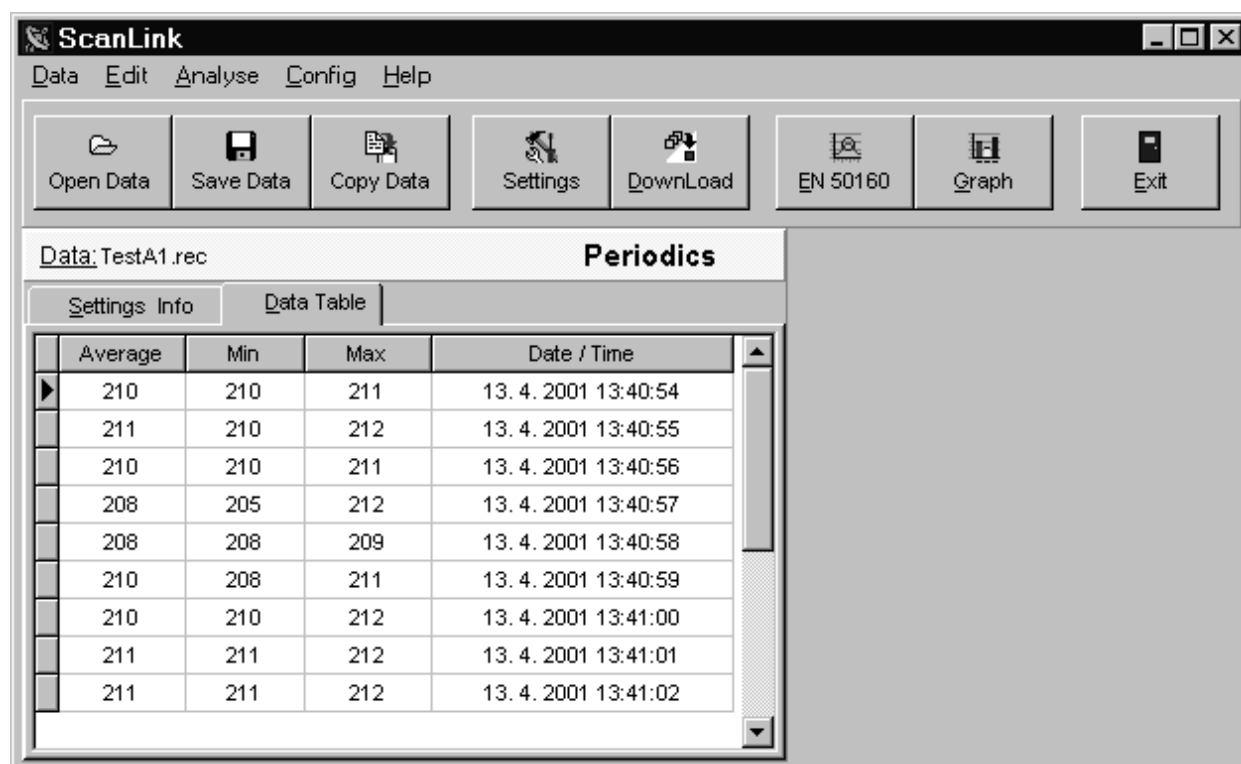 ScanLink
Data Edit Analyse Config Help
Open Data Save Data Copy Data Settings DownLoad EN 50160 Graph Exit
Data: TestA1.rec Periodics
Settings Info Data Table
Average Min Max Date / Time
210 210 211 13. 4. 2001 13:40:54
211 210 212 13. 4. 2001 13:40:55
210 210 211 13. 4. 2001 13:40:56
208 205 212 13. 4. 2001 13:40:57
208 208 209 13. 4. 2001 13:40:58
210 208 211 13. 4. 2001 13:40:59
210 210 212 13. 4. 2001 13:41:00
211 211 212 13. 4. 2001 13:41:01
211 211 212 13. 4. 2001 13:41:02